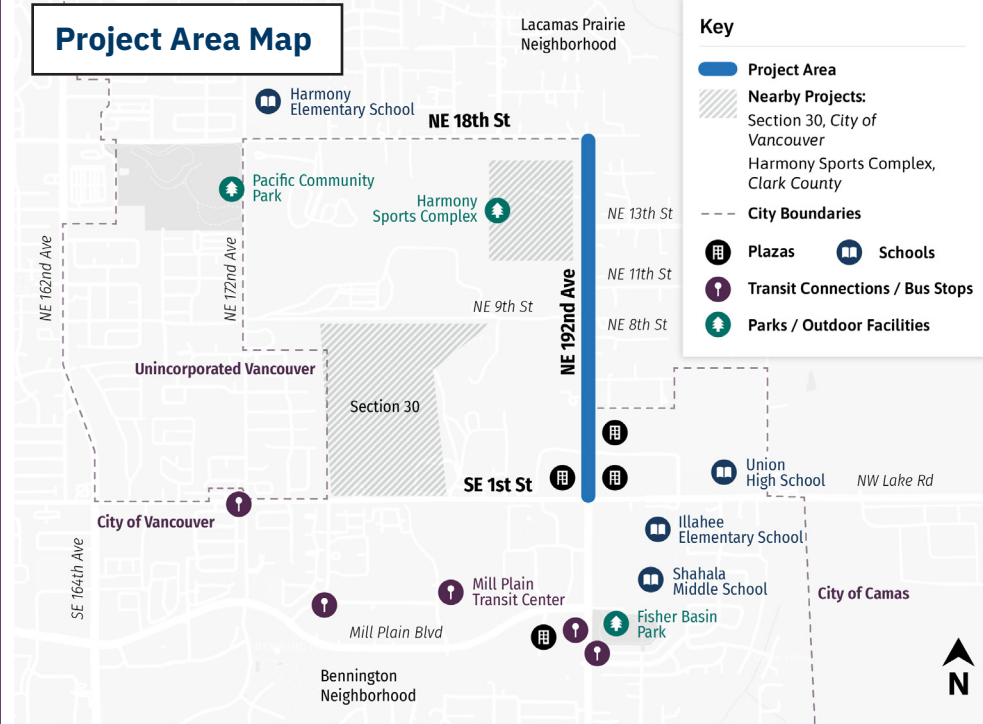 Project Area Map
Lacamas Prairie
Neighborhood
Key
Project Area
Nearby Projects:
Section 30, City of
Vancouver
Harmony Sports Complex,
Clark County
City Boundaries
Plazas
Schools
Transit Connections / Bus Stops
Parks / Outdoor Facilities
Harmony
Elementary School
NE 18th St
Pacific Community
Park
Harmony
Sports Complex
NE 13th St
NE 162nd Ave
NE 172nd Ave
NE 11th St
NE 192nd Ave
NE 9th St
NE 8th St
Unincorporated Vancouver
Section 30
SE 1st St
Union
High School
NW Lake Rd
City of Vancouver
Illahee
Elementary School
SE 164th Ave
Mill Plain
Transit Center
Shahala
Middle School
City of Camas
Mill Plain Blvd
Fisher Basin
Park
Bennington
Neighborhood
N